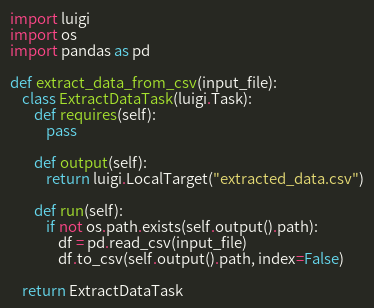 import luigi
import os
import pandas as pd

def extract_data_from_csv(input_file):
    class ExtractDataTask(luigi.Task):
        def requires(self):
            pass

        def output(self):
            return luigi.LocalTarget("extracted_data.csv")

        def run(self):
            if not os.path.exists(self.output().path):
                df = pd.read_csv(input_file)
                df.to_csv(self.output().path, index=False)

    return ExtractDataTask